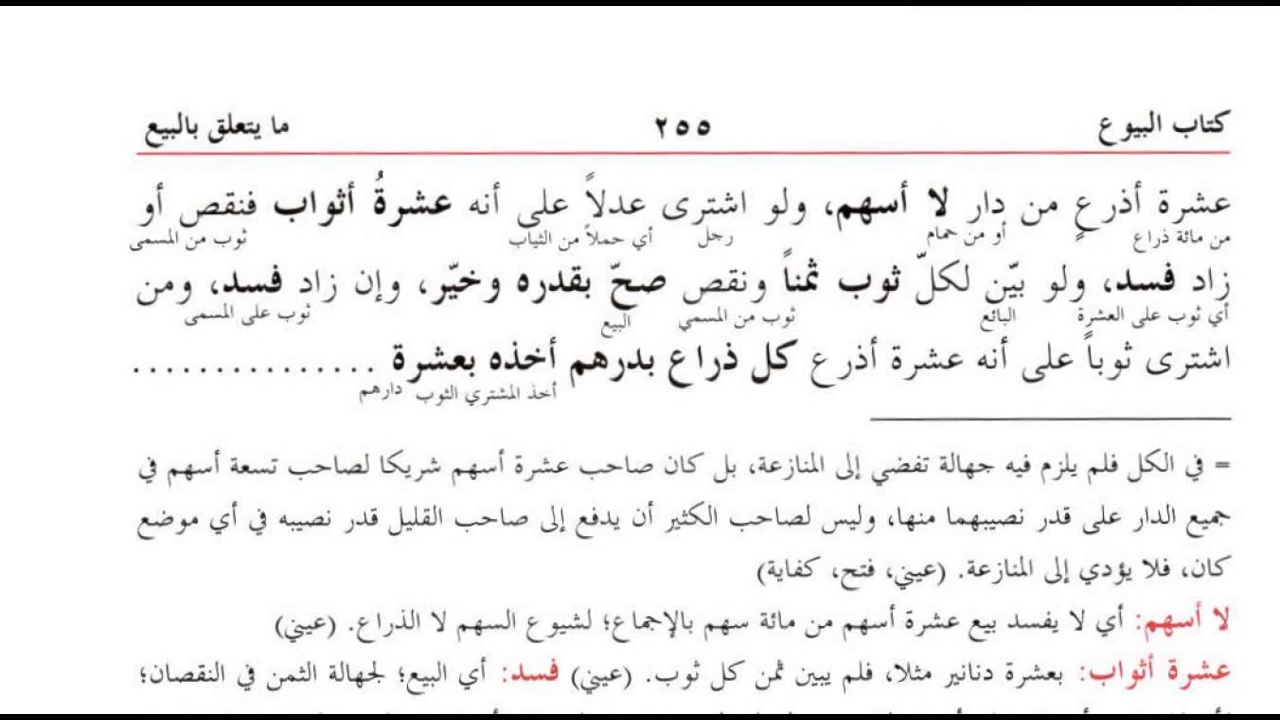 كتاب البيوع ٢٥٥ ما يتعلق بالبيع
عشرة أذرعٍ من دار لا أسهم، ولو اشترى عدلاً على أنه عشرةُ أثواب فنقص أو
من مائة ذراع أو من حمام رجل أي حملاً من الثياب ثوب من المسمى
زاد فسد، ولو بيّن لكلّ ثوب ثمناً ونقص صحّ بقدره وخيّر، وإن زاد فسد، ومن
أي ثوب على العشرة البائع ثوب من المسمي البيع ثوب على المسمى
اشترى ثوباً على أنه عشرة أذرع كل ذراع بدرهم أخذه بعشرة ...............
أخذ المشتري الثوب دارهم
= في الكل فلم يلزم فيه جهالة تفضي إلى المنازعة، بل كان صاحب عشرة أسهم شريكا لصاحب تسعة أسهم في
جميع الدار على قدر نصيبهما منها، وليس لصاحب الكثير أن يدفع إلى صاحب القليل قدر نصيبه في أي موضع
كان، فلا يؤدي إلى المنازعة. (عيني، فتح، كفاية)
لا أسهم: أي لا يفسد بيع عشرة أسهم من مائة سهم بالإجماع؛ لشيوع السهم لا الذراع. (عيني)
عشرة أثواب: بعشرة دنانير مثلا، فلم يبين ثمن كل ثوب. (عيني) فسد: أي البيع؛ لجهالة الثمن في النقصان؛